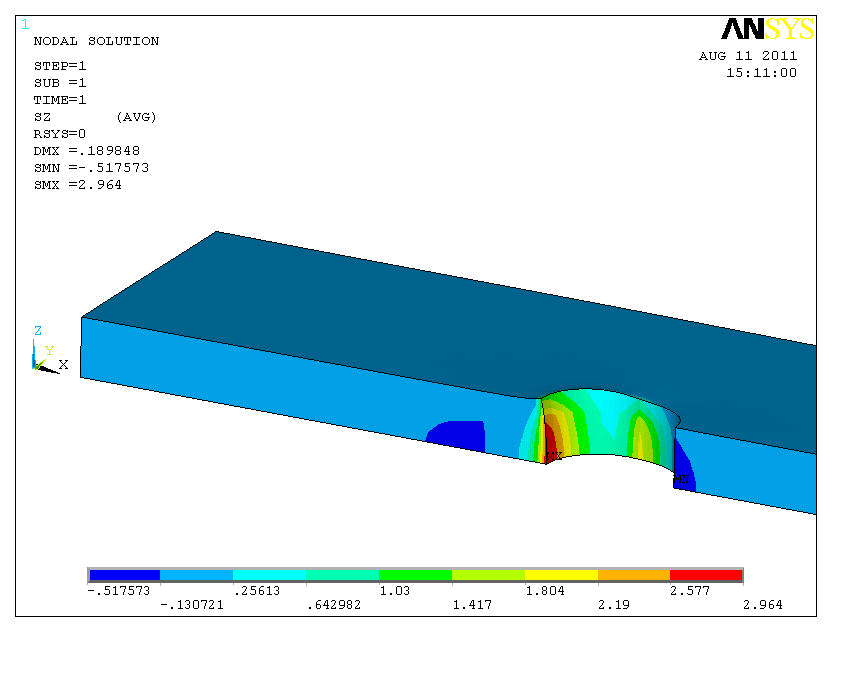 1
ANSYS
NODAL SOLUTION
AUG 11 2011
15:11:00
STEP=1
SUB =1
TIME=1
SZ (AVG)
RSYS=0
DMX =.189848
SMN =-.517573
SMX =2.964
Z
Y
X
MX
MN
-.517573
-.130721
.25613
.642982
1.03
1.417
1.804
2.19
2.577
2.964